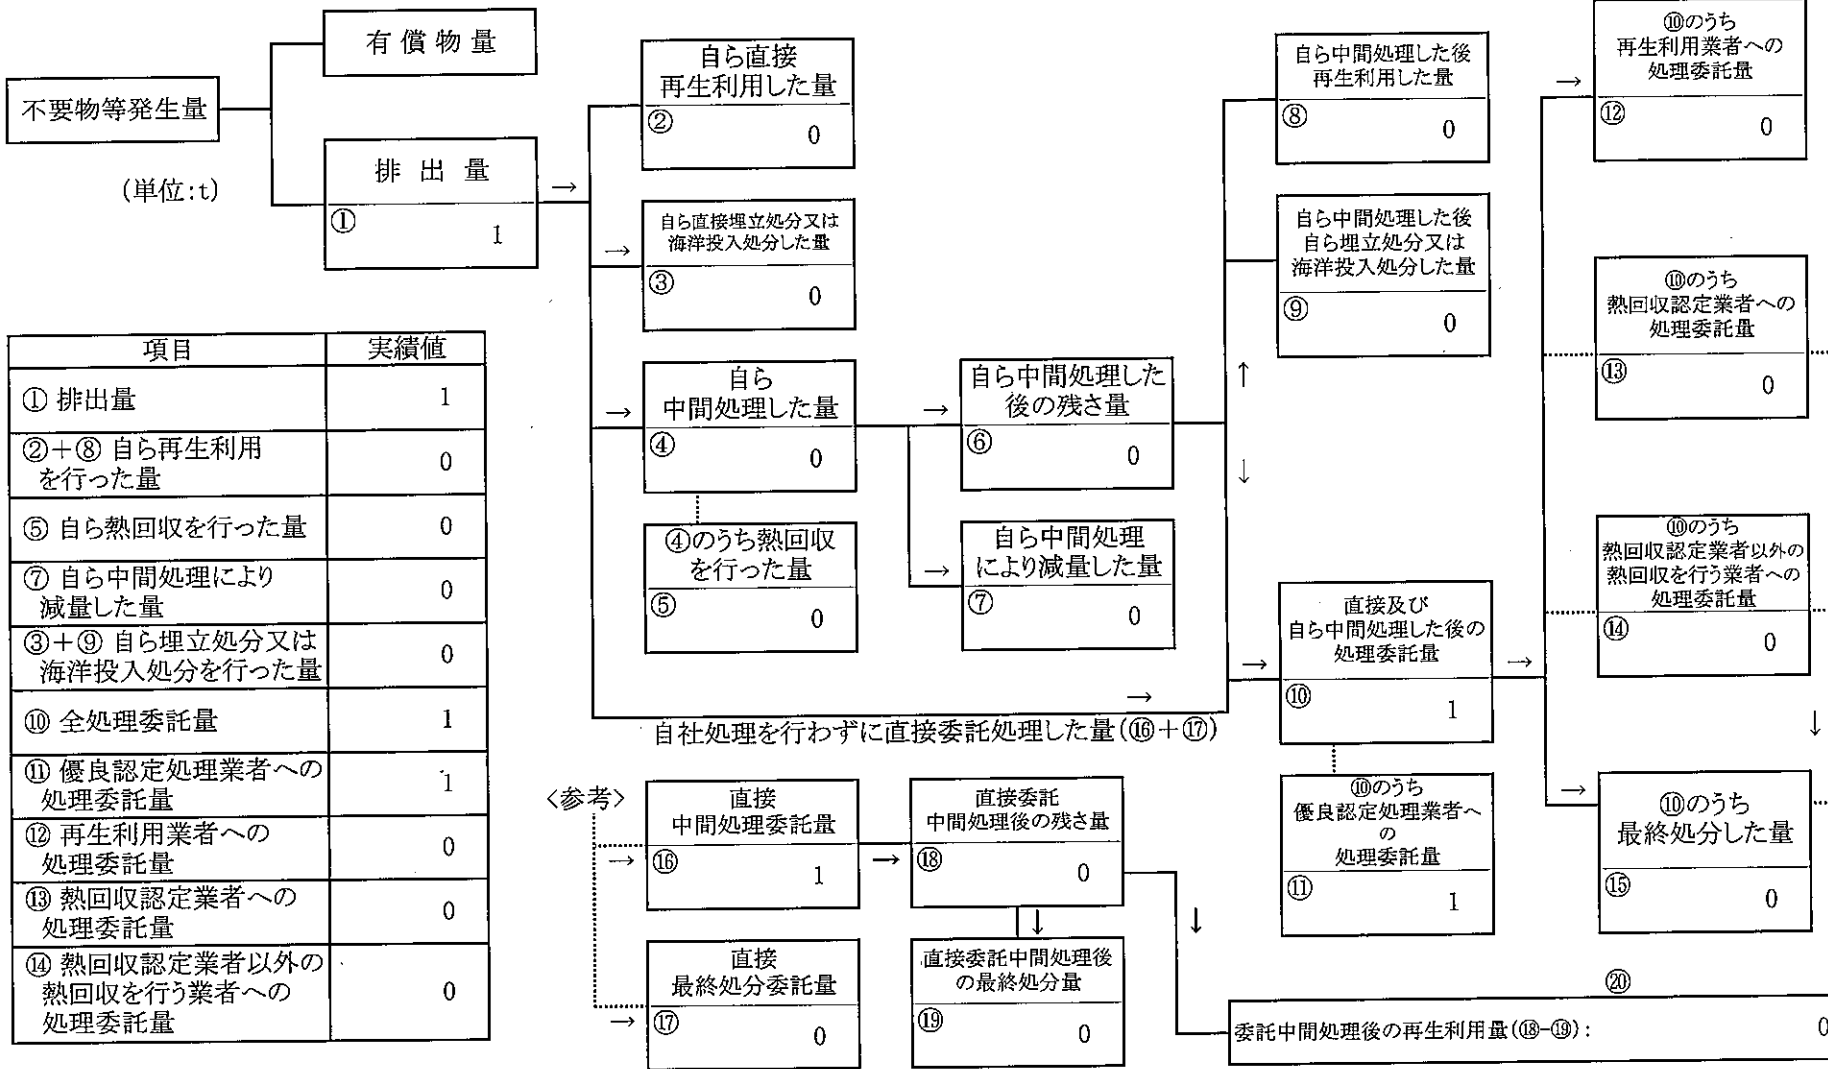 不要物等発生量
(単位:t)
有償物量
排出量
①
1
自ら直接
再生利用した量
②
0
自ら直接埋立処分又は
海洋投入処分した量
③
0
自ら
中間処理した量
④
0
④のうち熱回収
を行った量
⑤
0
自ら中間処理した
後の残さ量
⑥
0
自ら中間処理
により減量した量
⑦
0
自ら中間処理した後
再生利用した量
⑧
0
自ら中間処理した後
自ら埋立処分又は
海洋投入処分した量
⑨
0
直接及び
自ら中間処理した後の
処理委託量
⑩
1
⑩のうち
優良認定処理業者へ
の
処理委託量
⑪
1
⑩のうち
再生利用業者への
処理委託量
⑫
0
⑩のうち
熱回収認定業者への
処理委託量
⑬
0
⑩のうち
熱回収認定業者以外の
熱回収を行う業者への
処理委託量
⑭
0
⑩のうち
最終処分した量
⑮
0
自社処理を行わずに直接委託処理した量(⑯+⑰)
<参考>
直接
中間処理委託量
⑯
1
直接
最終処分委託量
⑰
0
直接委託
中間処理後の残さ量
⑱
0
直接委託中間処理後
の最終処分量
⑲
0
⑳
委託中間処理後の再生利用量(⑱-⑲): 0
項目 実績値
① 排出量 1
②+⑧ 自ら再生利用
を行った量 0
⑤ 自ら熱回収を行った量 0
⑦ 自ら中間処理により
減量した量 0
③+⑨ 自ら埋立処分又は
海洋投入処分を行った量 0
⑩ 全処理委託量 1
⑪ 優良認定処理業者への
処理委託量 1
⑫ 再生利用業者への
処理委託量 0
⑬ 熱回収認定業者への
処理委託量 0
⑭ 熱回収認定業者以外の
熱回収を行う業者への
処理委託量 0